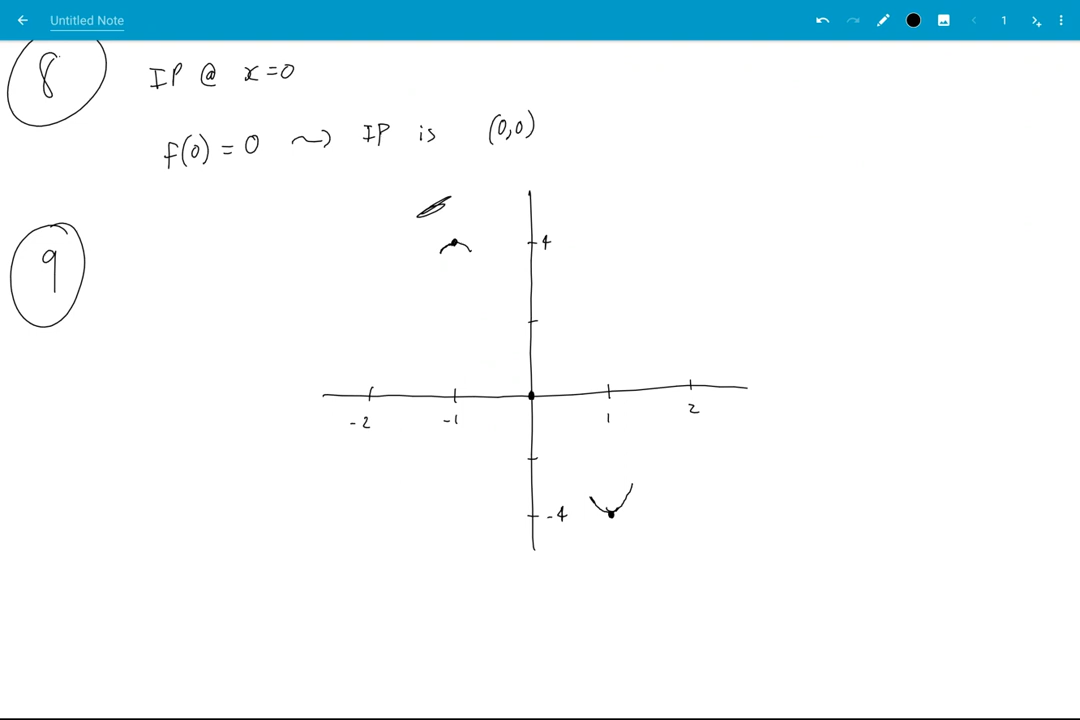 Untitled Note
1
8 IP @ x=0
f(0) = 0 ⇝ IP is (0,0)
9
4
-2 -1 1 2
-4